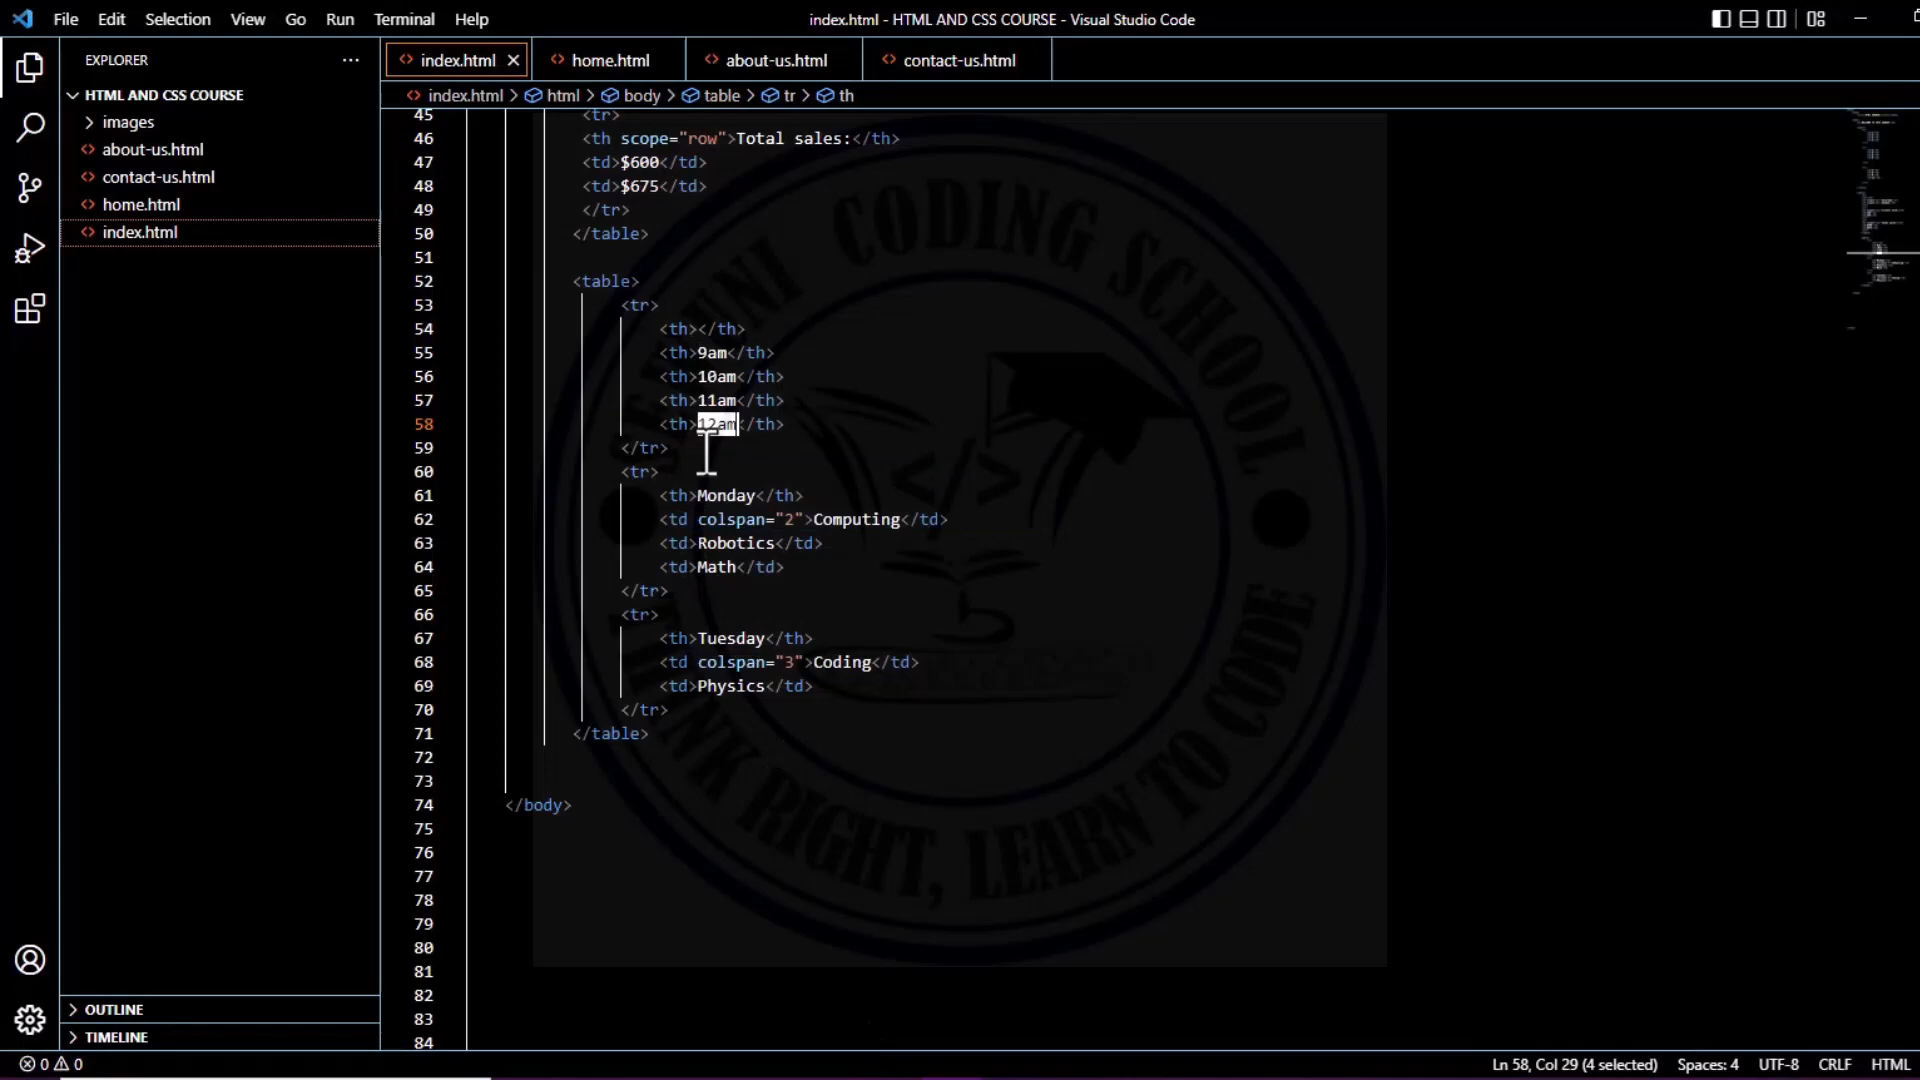 File Edit Selection View Go Run Terminal Help
index.html - HTML AND CSS COURSE - Visual Studio Code
EXPLORER
HTML AND CSS COURSE
images
about-us.html
contact-us.html
home.html
index.html
OUTLINE
TIMELINE
index.html home.html about-us.html contact-us.html
index.html > html > body > table > tr > th
45 <tr>
46 <th scope="row">Total sales:</th>
47 <td>$600</td>
48 <td>$675</td>
49 </tr>
50 </table>
51
52 <table>
53 <tr>
54 <th></th>
55 <th>9am</th>
56 <th>10am</th>
57 <th>11am</th>
58 <th>12am</th>
59 </tr>
60 <tr>
61 <th>Monday</th>
62 <td colspan="2">Computing</td>
63 <td>Robotics</td>
64 <td>Math</td>
65 </tr>
66 <tr>
67 <th>Tuesday</th>
68 <td colspan="3">Coding</td>
69 <td>Physics</td>
70 </tr>
71 </table>
72
73
74 </body>
75
76
77
78
79
80
81
82
83
84
CODING SCHOOL
THINK RIGHT, LEARN TO CODE
</>
0 0
Ln 58, Col 29 (4 selected) Spaces: 4 UTF-8 CRLF HTML